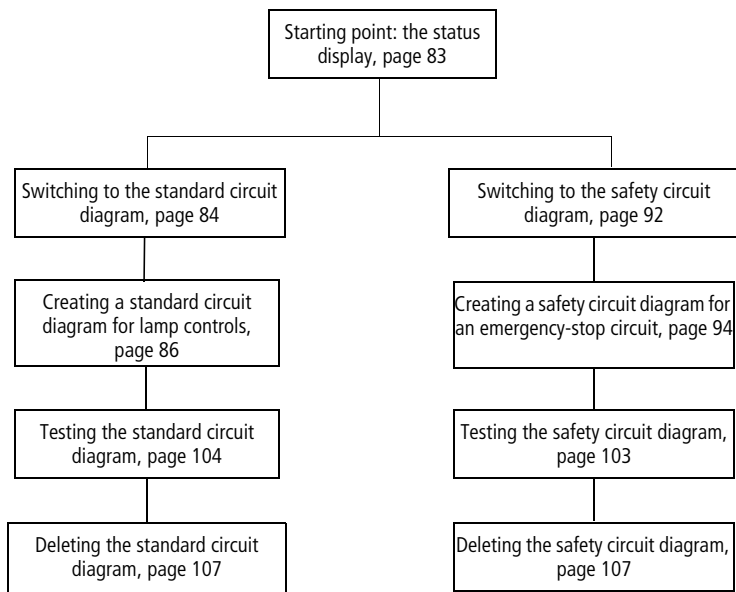 Starting point: the status
display, page 83
Switching to the standard circuit
diagram, page 84
Creating a standard circuit
diagram for lamp controls,
page 86
Testing the standard circuit
diagram, page 104
Deleting the standard circuit
diagram, page 107
Switching to the safety circuit
diagram, page 92
Creating a safety circuit diagram for
an emergency-stop circuit, page 94
Testing the safety circuit diagram,
page 103
Deleting the safety circuit diagram,
page 107